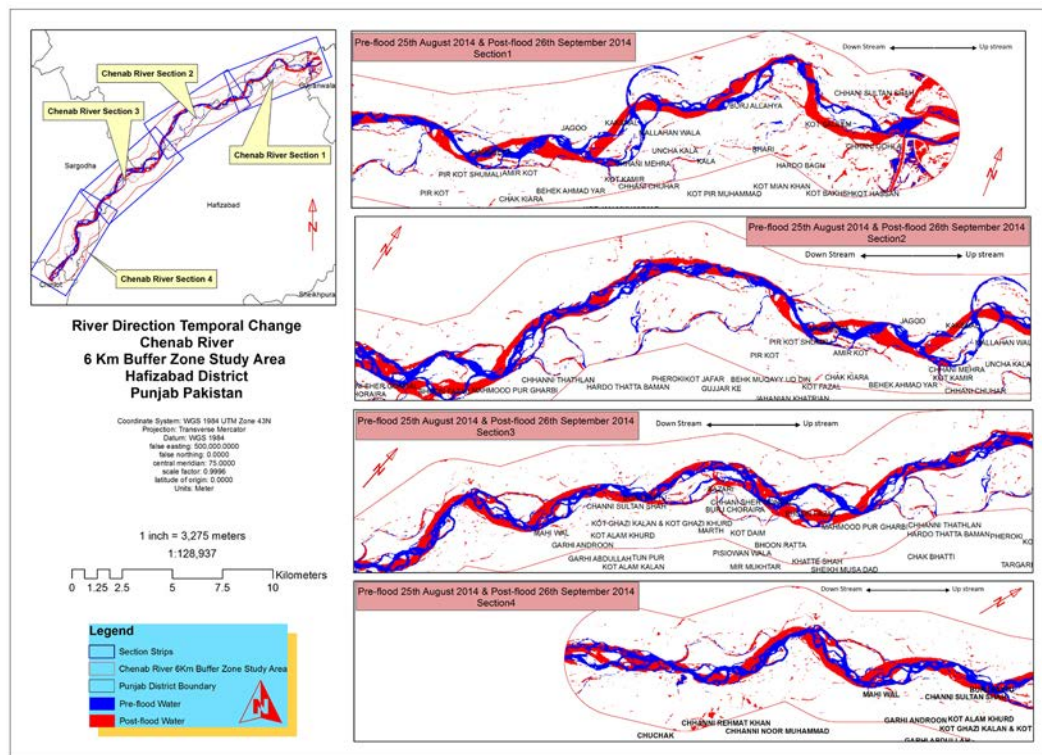 Chenab River Section 2
Chenab River Section 3
Chenab River Section 1
Chenab River Section 4
Gujranwala
Sargodha
Hafizabad
Chiniot
Sheikhpura
N
River Direction Temporal Change
Chenab River
6 Km Buffer Zone Study Area
Hafizabad District
Punjab Pakistan
Coordinate System: WGS 1984 UTM Zone 43N
Projection: Transverse Mercator
Datum: WGS 1984
false easting: 500,000.0000
false northing: 0.0000
central meridian: 75.0000
scale factor: 0.9996
latitude of origin: 0.0000
Units: Meter
1 inch = 3,275 meters
1:128,937
Kilometers
0 1.25 2.5 5 7.5 10
Legend
Section Strips
Chenab River 6Km Buffer Zone Study Area
Punjab District Boundary
Pre-flood Water
Post-flood Water
N
Pre-flood 25th August 2014 & Post-flood 26th September 2014
Section1
Down Stream Up stream
CHHANI SULTAN SHAH
BURJ ALLAHYA
JAGOO
NALLAHAN WALA
UNCHA KALA
BHARI
CHHANI MEHRA
KALA
HARDO BAGH
PIR KOT SHUMALI
AMIR KOT
KOT KAMIR
CHHANI CHUHAR
KOT MIAN KHAN
PIR KOT
BEHEK AHMAD YAR
KOT PIR MUHAMMAD
KOT BAKHSH
KOT HASSAN
CHAK KIARA
N
Pre-flood 25th August 2014 & Post-flood 26th September 2014
Section2
Down Stream Up stream
JAGOO
NALLAHAN WALA
PIR KOT
AMIR KOT
CHHANI MEHRA
UNCHA KALA
KOT KAMIR
CHHANNI THATHLAN
MAHMOOD PUR GHARBI
HARDO THATTA BAMAN
PHEROKI
KOT JAFAR
BEHK MUQAYY UD DIN
CHAK KIARA
GUJJAR KE
KOT FAZAL
BEHEK AHMAD YAR
CHHANI CHUHAR
JAHANIAN KHATRIAN
N
Pre-flood 25th August 2014 & Post-flood 26th September 2014
Section3
Down Stream Up stream
CHANNI SULTAN SHAH
BURJ CHORAIRA
KOT GHAZI KALAN & KOT GHAZI KHURD
MARTH
MAHMOOD PUR GHARBI
CHHANNI THATHLAN
MAHI WAL
KOT ALAM KHURD
KOT DAIM
HARDO THATTA BAMAN
PHEROKI
GARHI ANDROON
BHOON RATTA
GARHI ABDULLAH
TUN PUR
PISIOWAN WALA
CHAK BHATTI
KOT ALAM KALAN
MIR MUKHTAR
KHATTE SHAH
SHEIKH MUSA DAD
TARGARI
N
Pre-flood 25th August 2014 & Post-flood 26th September 2014
Section4
Down Stream Up stream
MAHI WAL
CHANNI SULTAN SHAH
CHHANNI REHMAT KHAN
GARHI ANDROON
KOT ALAM KHURD
CHUCHAK
CHHANNI NOOR MUHAMMAD
KOT GHAZI KALAN & KOT
GARHI ABDULLAH
N